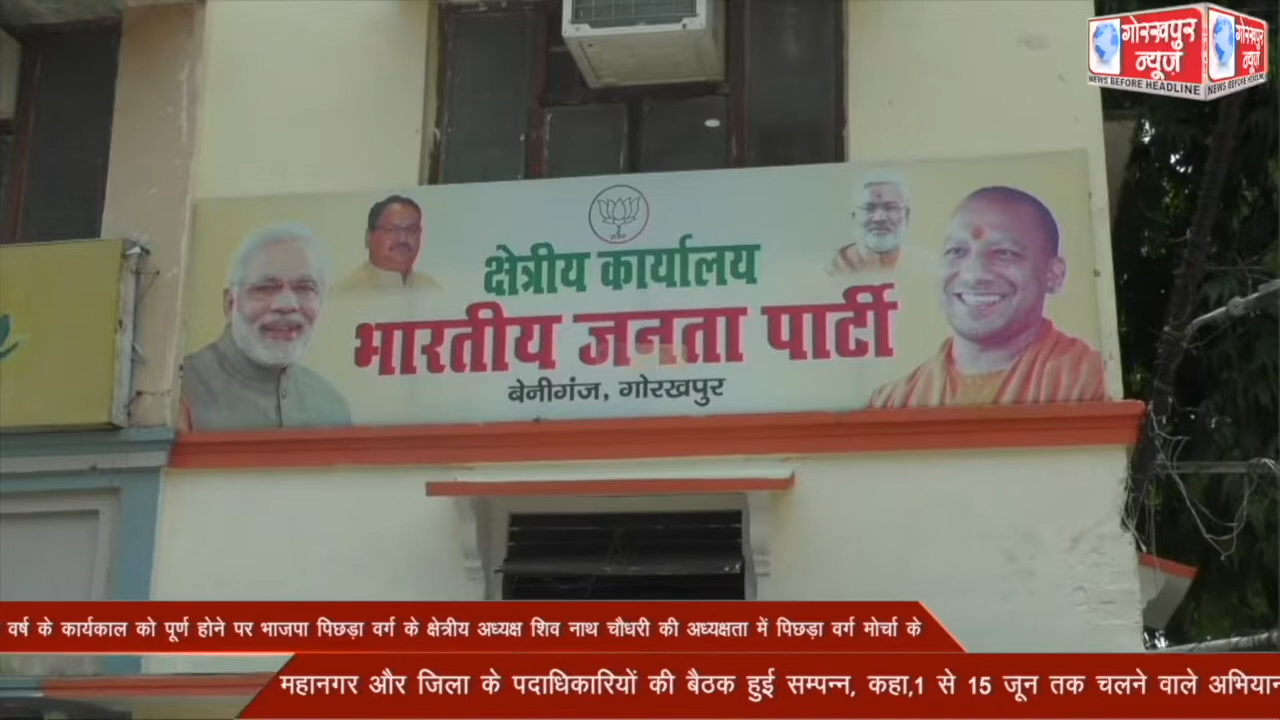 गोरखपुर
न्यूज़
NEWS BEFORE HEADLINE
गोरखपुर
न्यूज़
NEWS BEFORE HEADLINE
क्षेत्रीय कार्यालय
भारतीय जनता पार्टी
बेनीगंज, गोरखपुर
वर्ष के कार्यकाल को पूर्ण होने पर भाजपा पिछड़ा वर्ग के क्षेत्रीय अध्यक्ष शिव नाथ चौधरी की अध्यक्षता में पिछड़ा वर्ग मोर्चा के
महानगर और जिला के पदाधिकारियों की बैठक हुई सम्पन्न, कहा,1 से 15 जून तक चलने वाले अभियान